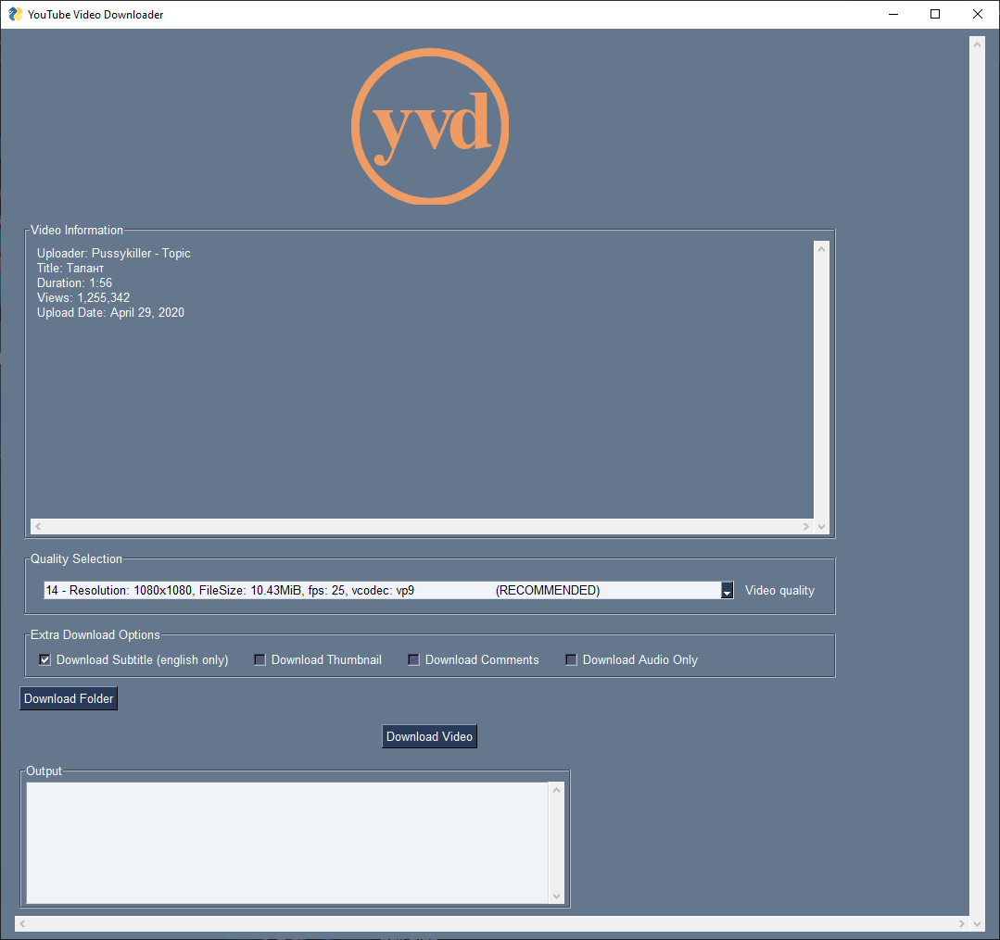 YouTube Video Downloader
yvd
Video Information
Uploader: Pussykiller - Topic
Title: Талант
Duration: 1:56
Views: 1,255,342
Upload Date: April 29, 2020
Quality Selection
14 - Resolution: 1080x1080, FileSize: 10.43MiB, fps: 25, vcodec: vp9 (RECOMMENDED) Video quality
Extra Download Options
Download Subtitle (english only) Download Thumbnail Download Comments Download Audio Only
Download Folder
Download Video
Output